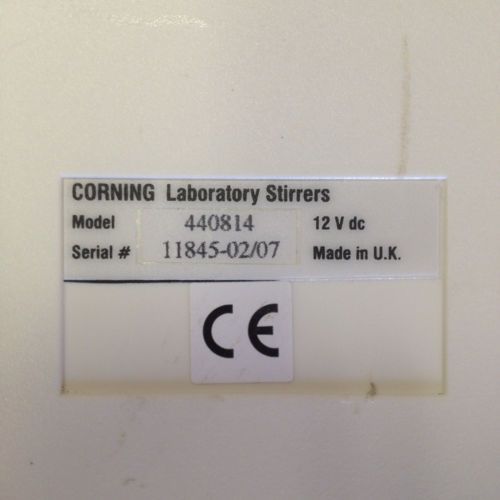 CORNING Laboratory Stirrers
Model 440814 12 V dc
Serial # 11845-02/07 Made in U.K.
CE